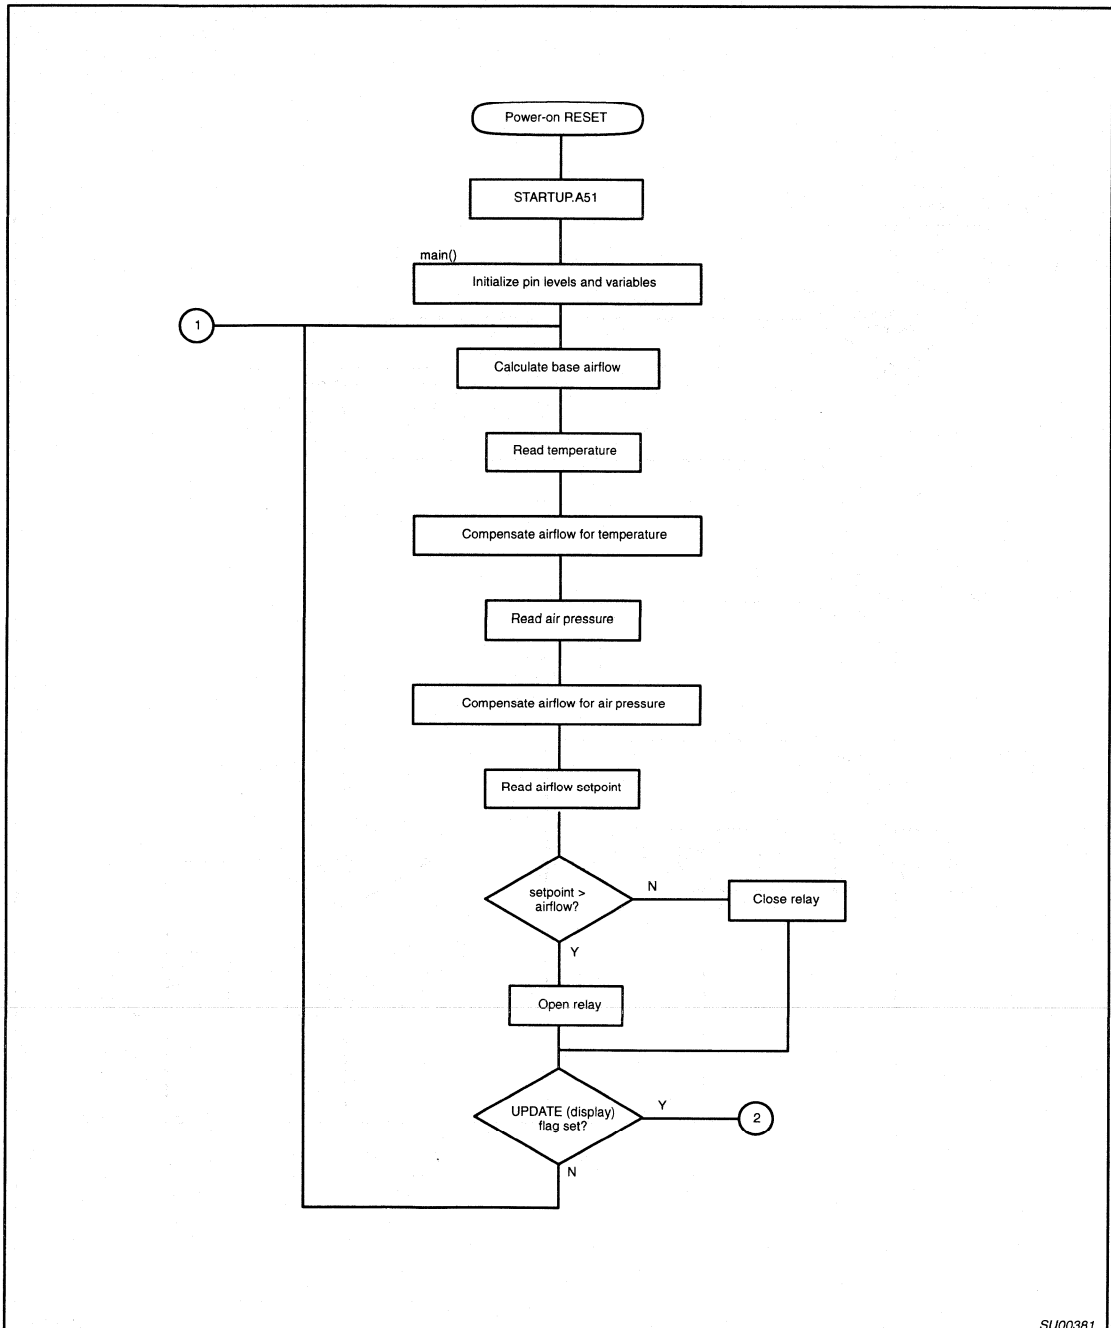 Power-on RESET
STARTUP.A51
main()
Initialize pin levels and variables
1
Calculate base airflow
Read temperature
Compensate airflow for temperature
Read air pressure
Compensate airflow for air pressure
Read airflow setpoint
setpoint >
airflow?
N
Close relay
Y
Open relay
UPDATE (display)
flag set?
Y
2
N
SU00381